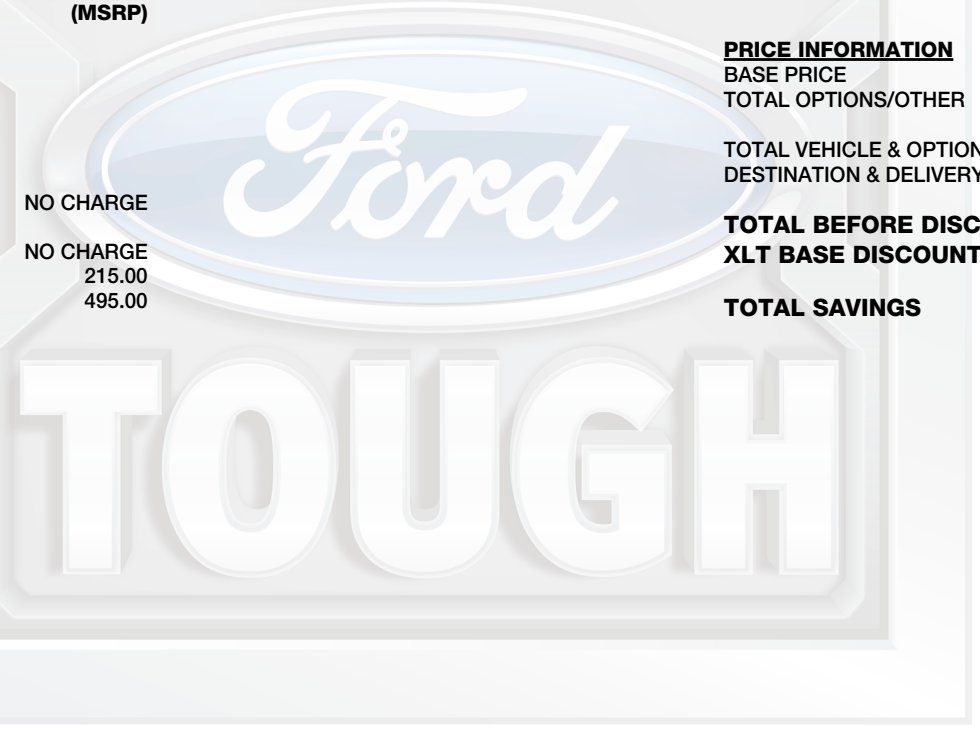 (MSRP)
NO CHARGE
NO CHARGE
215.00
495.00
PRICE INFORMATION
BASE PRICE
TOTAL OPTIONS/OTHER
TOTAL VEHICLE & OPTION
DESTINATION & DELIVERY
TOTAL BEFORE DISC
XLT BASE DISCOUNT
TOTAL SAVINGS
Ford
TOUGH